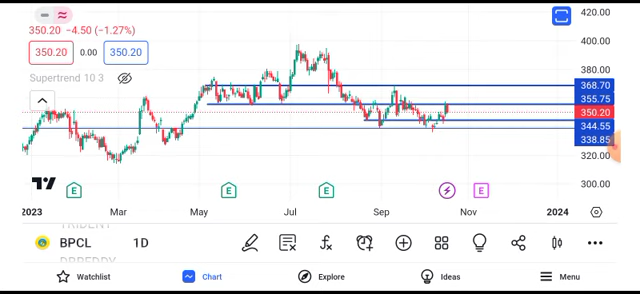 350.20 −4.50 (−1.27%)
350.20 0.00 350.20
Supertrend 10 3
420.00
400.00
380.00
368.70
355.75
350.20
344.55
338.85
320.00
300.00
E E E E
2023 Mar May Jul Sep Nov 2024
TRIDENT
BPCL 1D
DRREDDY
Watchlist Chart Explore Ideas Menu